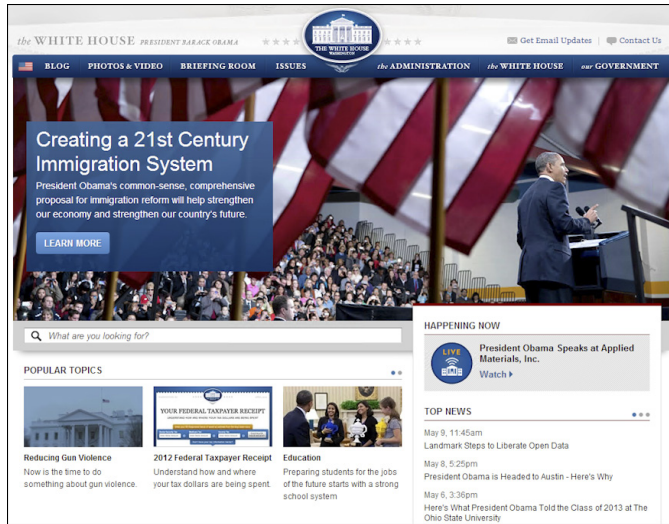 the WHITE HOUSE PRESIDENT BARACK OBAMA
THE WHITE HOUSE
WASHINGTON
Get Email Updates | Contact Us
BLOG PHOTOS & VIDEO BRIEFING ROOM ISSUES the ADMINISTRATION the WHITE HOUSE our GOVERNMENT
Creating a 21st Century
Immigration System
President Obama's common-sense, comprehensive
proposal for immigration reform will help strengthen
our economy and strengthen our country's future.
LEARN MORE
What are you looking for?
POPULAR TOPICS
YOUR FEDERAL TAXPAYER RECEIPT
Reducing Gun Violence
Now is the time to do
something about gun violence.
2012 Federal Taxpayer Receipt
Understand how and where
your tax dollars are being spent.
Education
Preparing students for the jobs
of the future starts with a strong
school system
HAPPENING NOW
LIVE
President Obama Speaks at Applied
Materials, Inc.
Watch
TOP NEWS
May 9, 11:45am
Landmark Steps to Liberate Open Data
May 8, 5:25pm
President Obama is Headed to Austin - Here's Why
May 6, 3:36pm
Here's What President Obama Told the Class of 2013 at The
Ohio State University